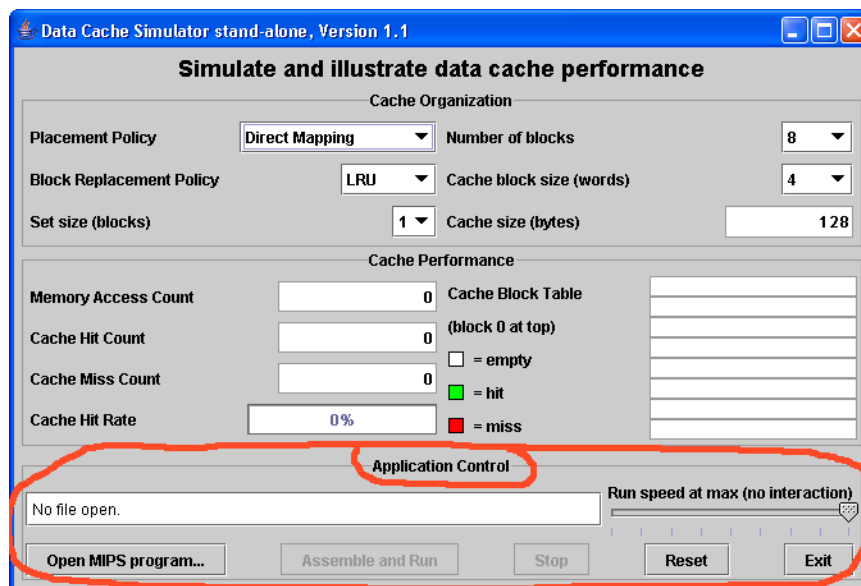 Data Cache Simulator stand-alone, Version 1.1
Simulate and illustrate data cache performance
Cache Organization
Placement Policy Direct Mapping Number of blocks 8
Block Replacement Policy LRU Cache block size (words) 4
Set size (blocks) 1 Cache size (bytes) 128
Cache Performance
Memory Access Count 0 Cache Block Table
(block 0 at top)
Cache Hit Count 0
= empty
Cache Miss Count 0
= hit
Cache Hit Rate 0%
= miss
Application Control
No file open. Run speed at max (no interaction)
Open MIPS program... Assemble and Run Stop Reset Exit